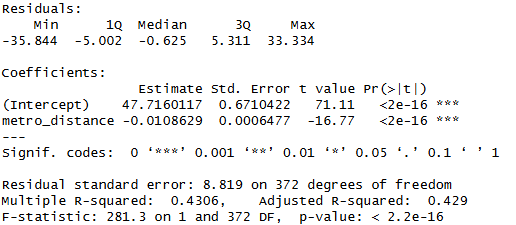 Residuals:
    Min      1Q  Median      3Q     Max
-35.844  -5.002  -0.625   5.311  33.334

Coefficients:
                 Estimate Std. Error t value Pr(>|t|)
(Intercept)    47.7160117  0.6710422   71.11   <2e-16 ***
metro_distance -0.0108629  0.0006477  -16.77   <2e-16 ***
---
Signif. codes:  0 ‘***’ 0.001 ‘**’ 0.01 ‘*’ 0.05 ‘.’ 0.1 ‘ ’ 1

Residual standard error: 8.819 on 372 degrees of freedom
Multiple R-squared:  0.4306,    Adjusted R-squared:  0.429
F-statistic: 281.3 on 1 and 372 DF,  p-value: < 2.2e-16